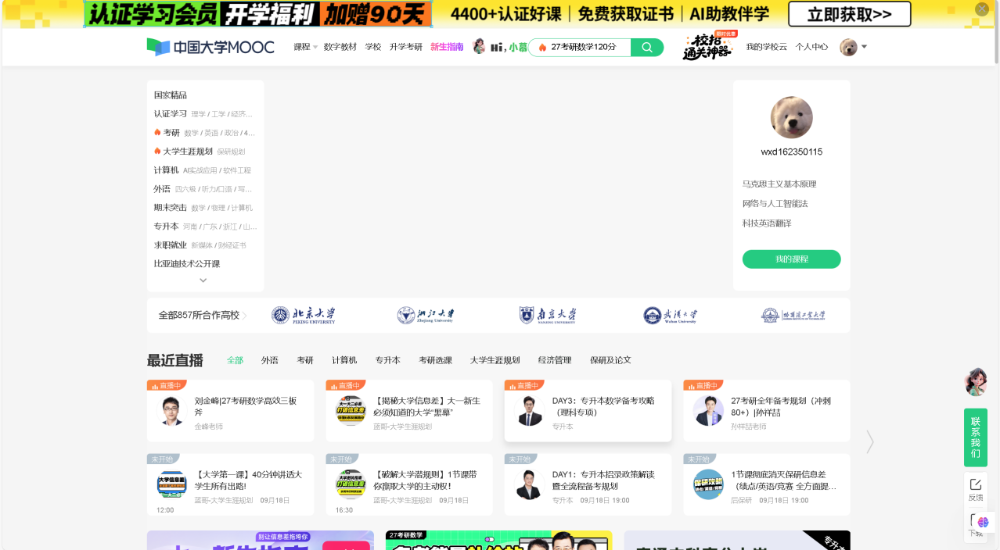 认证学习会员 开学福利 加赠90天 4400+认证好课 | 免费获取证书 | AI助教伴学 立即获取>>
中国大学MOOC 课程 数字教材 学校 升学考研 新生指南 Hi, 小慕 27考研数学120分 校招通关神器 限时优惠 我的学校云 个人中心
国家精品
认证学习 理学 / 工学 / 经济...
考研 数学 / 英语 / 政治 / 4...
大学生涯规划 保研规划
计算机 AI实战应用 / 软件工程
外语 四六级 / 听力/口语 / 写...
期末突击 数学 / 物理 / 计算机
专升本 河南 / 广东 / 浙江 / 山...
求职就业 新媒体 / 财经证书
比亚迪技术公开课
wxd162350115
马克思主义基本原理
网络与人工智能法
科技英语翻译
我的课程
全部857所合作高校 北京大学 PEKING UNIVERSITY 浙江大学 Zhejiang University 南京大学 NANJING UNIVERSITY 武汉大学 Wuhan University 哈尔滨工业大学
最近直播 全部 外语 考研 计算机 专升本 考研选课 大学生涯规划 经济管理 保研及论文
直播中
刘金峰|27考研数学高效三板斧
金峰老师
直播中
【揭秘大学信息差】大一新生必须知道的大学“黑幕”
蓝哥-大学生涯规划
直播中
DAY3：专升本数学备考攻略（理科专项）
专升本
直播中
27考研全年备考规划（冲刺80+）|孙祥喆
孙祥喆老师
未开始
【大学第一课】40分钟讲透大学生所有出路!
蓝哥-大学生涯规划 09月18日
12:00
未开始
【破解大学潜规则】1节课带你赢取大学的主动权！
蓝哥-大学生涯规划 09月18日
16:30
未开始
DAY1：专升本招录政策解读暨全流程备考规划
专升本 09月18日 19:00
未开始
1节课彻底消灭保研信息差（绩点/英语/竞赛 全方面提...
后保研 09月18日 19:00
联系我们
反馈
下载
别让信息差拖垮你
27考研数学